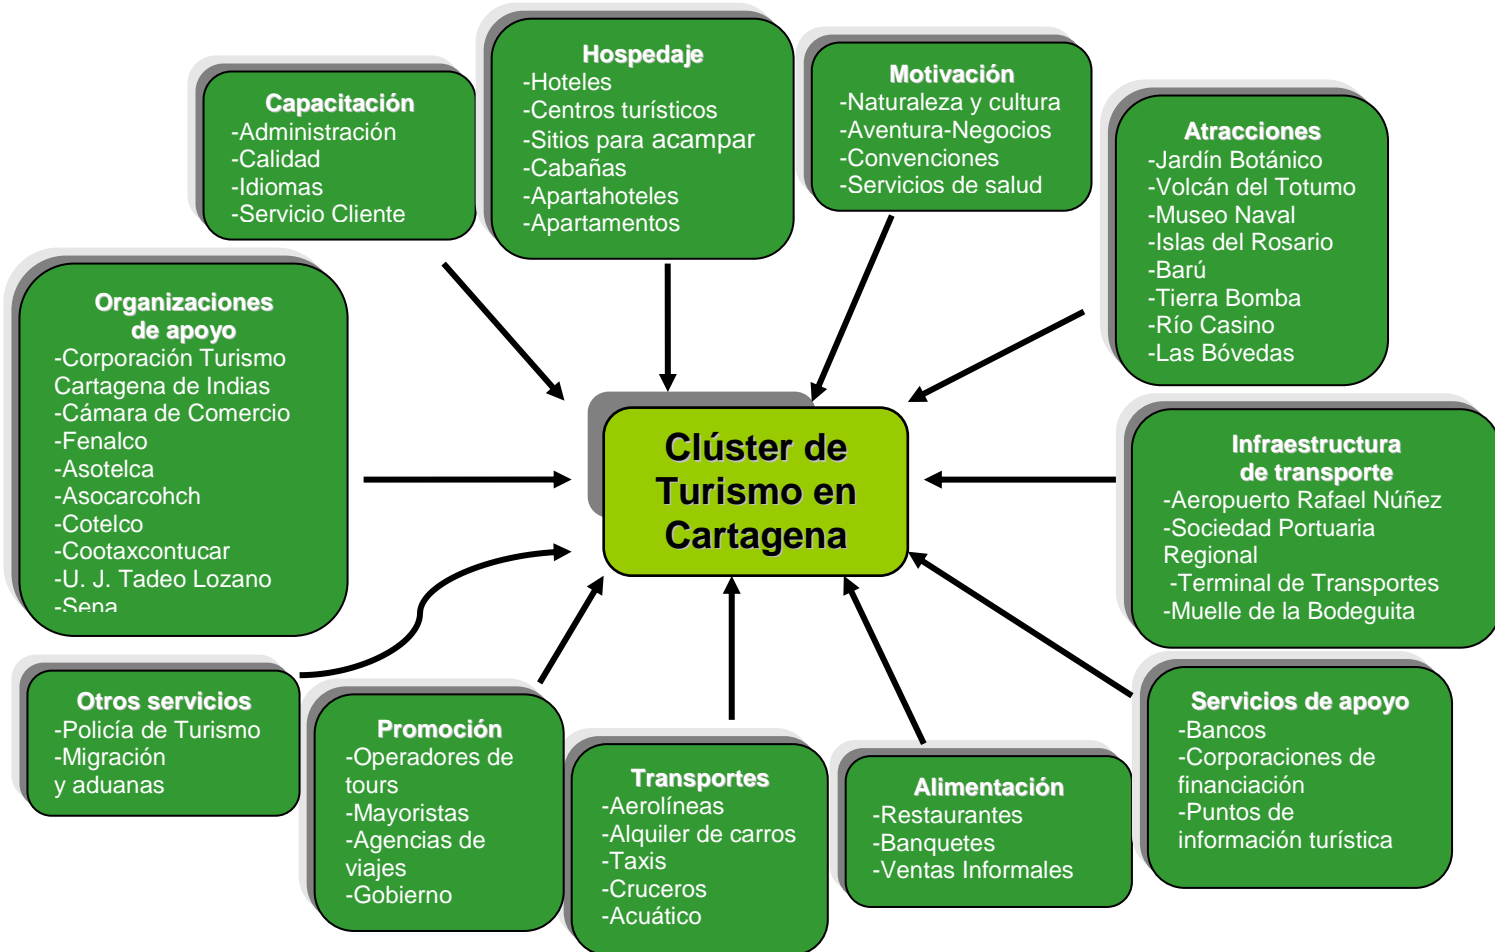 Hospedaje
-Hoteles
-Centros turísticos
-Sitios para acampar
-Cabañas
-Apartahoteles
-Apartamentos
Motivación
-Naturaleza y cultura
-Aventura-Negocios
-Convenciones
-Servicios de salud
Capacitación
-Administración
-Calidad
-Idiomas
-Servicio Cliente
Atracciones
-Jardín Botánico
-Volcán del Totumo
-Museo Naval
-Islas del Rosario
-Barú
-Tierra Bomba
-Río Casino
-Las Bóvedas
Organizaciones
de apoyo
-Corporación Turismo
Cartagena de Indias
-Cámara de Comercio
-Fenalco
-Asotelca
-Asocarcohch
-Cotelco
-Cootaxcontucar
-U. J. Tadeo Lozano
-Sena
Clúster de
Turismo en
Cartagena
Infraestructura
de transporte
-Aeropuerto Rafael Núñez
-Sociedad Portuaria
Regional
-Terminal de Transportes
-Muelle de la Bodeguita
Otros servicios
-Policía de Turismo
-Migración
y aduanas
Promoción
-Operadores de
tours
-Mayoristas
-Agencias de
viajes
-Gobierno
Transportes
-Aerolíneas
-Alquiler de carros
-Taxis
-Cruceros
-Acuático
Alimentación
-Restaurantes
-Banquetes
-Ventas Informales
Servicios de apoyo
-Bancos
-Corporaciones de
financiación
-Puntos de
información turística